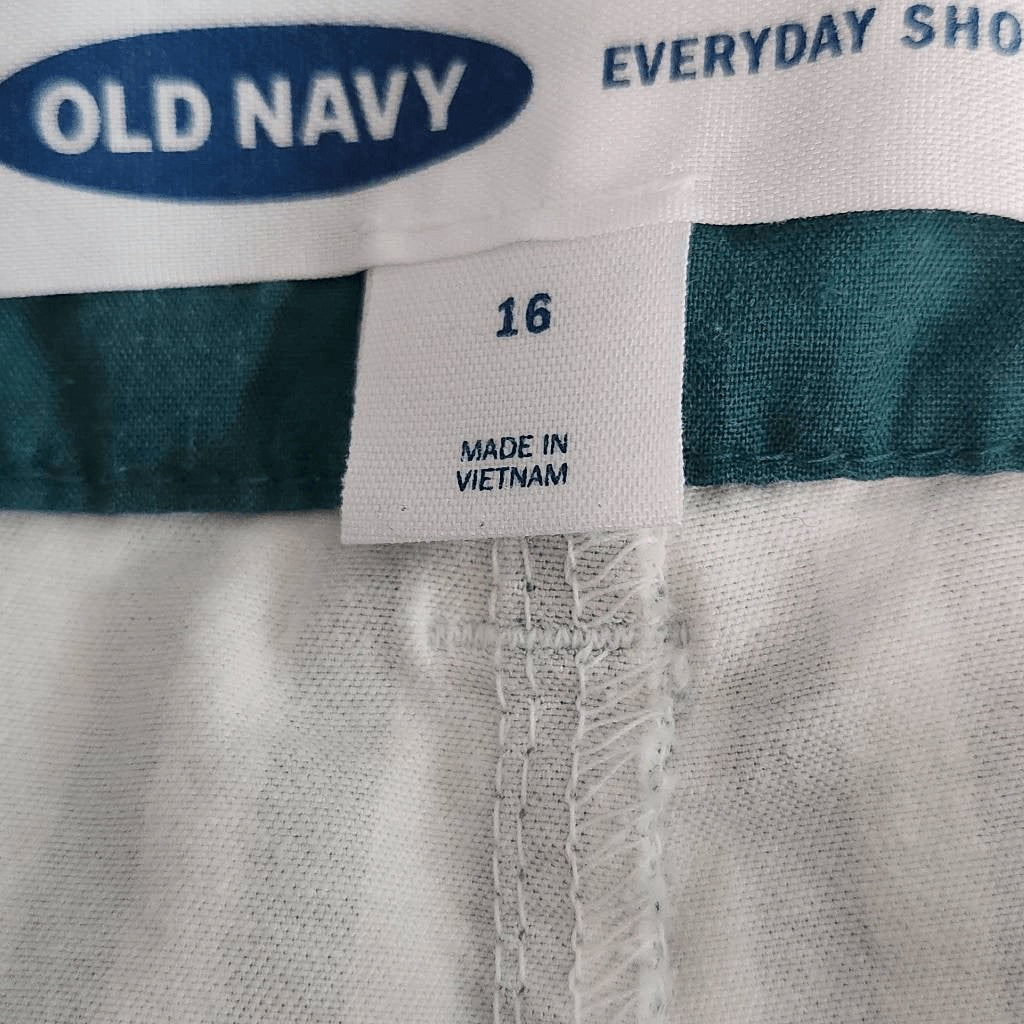 OLD NAVY
EVERYDAY SHO
16
MADE IN
VIETNAM